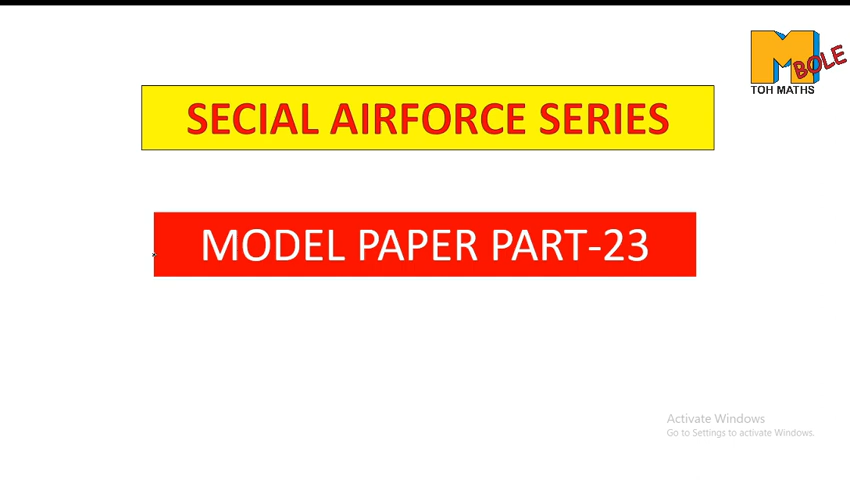 M BOLE
TOH MATHS
SECIAL AIRFORCE SERIES
MODEL PAPER PART-23
Activate Windows
Go to Settings to activate Windows.